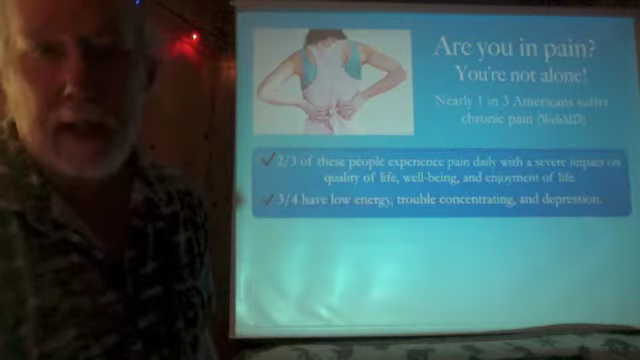 Are you in pain?
You're not alone!
Nearly 1 in 3 Americans suffer
chronic pain (WebMD)
✓2/3 of these people experience pain daily with a severe impact on
quality of life, well-being, and enjoyment of life.
✓3/4 have low energy, trouble concentrating, and depression.